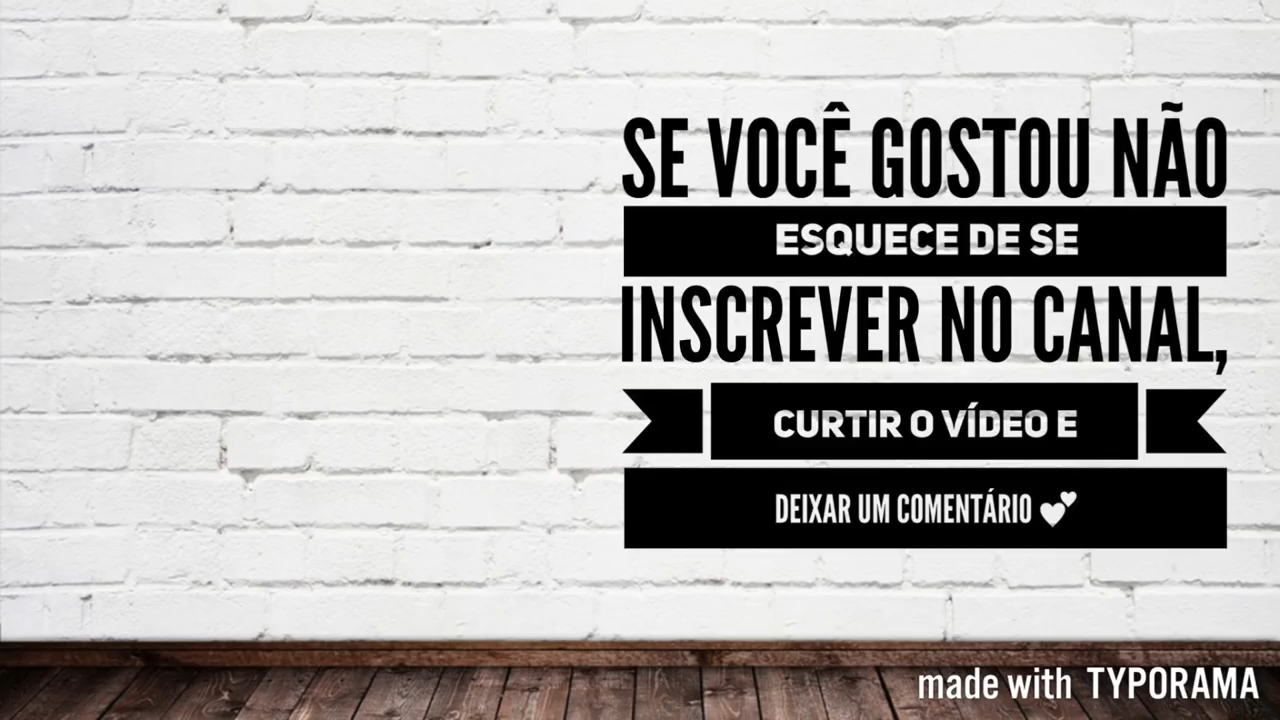 SE VOCÊ GOSTOU NÃO
ESQUECE DE SE
INSCREVER NO CANAL,
CURTIR O VÍDEO E
DEIXAR UM COMENTÁRIO 💕
made with TYPORAMA